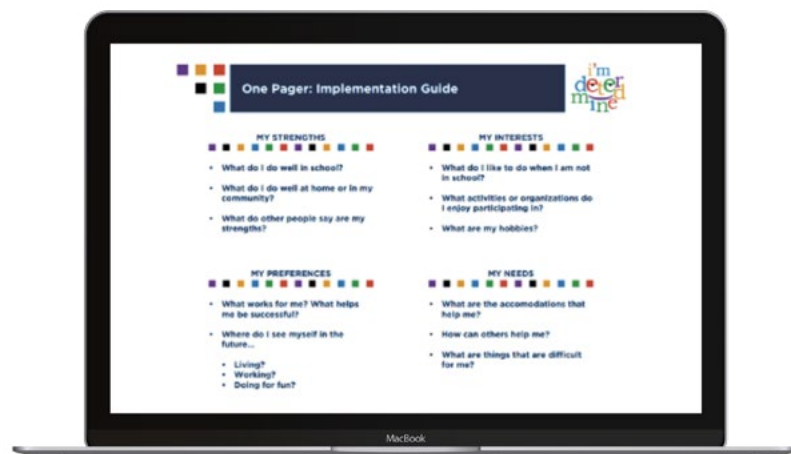 One Pager: Implementation Guide
i'm
deter
mined
MY STRENGTHS
• What do I do well in school?
• What do I do well at home or in my
community?
• What do other people say are my
strengths?
MY INTERESTS
• What do I like to do when I am not
in school?
• What activities or organizations do
I enjoy participating in?
• What are my hobbies?
MY PREFERENCES
• What works for me? What helps
me be successful?
• Where do I see myself in the
future...
• Living?
• Working?
• Doing for fun?
MY NEEDS
• What are the accomodations that
help me?
• How can others help me?
• What are things that are difficult
for me?
MacBook